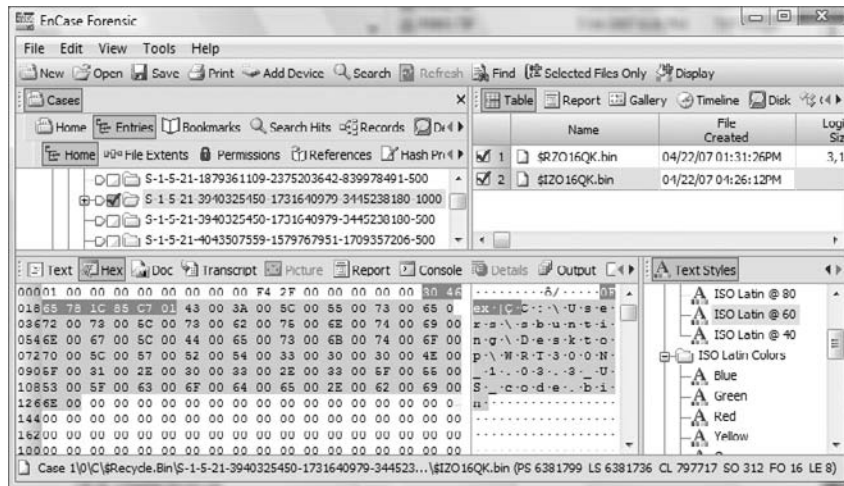 EnCase Forensic
File Edit View Tools Help
New Open Save Print Add Device Search Refresh Find Selected Files Only Display
Cases
Home Entries Bookmarks Search Hits Records De
Home File Extents Permissions References Hash Pr
S-1-5-21-1879361109-2375203642-839978491-500
S-1-5-21-3940325450-1731640979-3445238180-1000
S-1-5-21-3940325450-1731640979-3445238180-500
S-1-5-21-4043507559-1579767951-1709357206-500
Table Report Gallery Timeline Disk
Name File Created Logi Siz
1 $RZO16QK.bin 04/22/07 01:31:26PM 3,1
2 $IZO16QK.bin 04/22/07 04:26:12PM
Text Hex Doc Transcript Picture Report Console Details Output
00001 00 00 00 00 00 00 00 F4 2F 00 00 00 00 00 00 30 46 ·········ô/·····0F
01865 78 1C 85 C7 01 43 00 3A 00 5C 00 55 00 73 00 65 0 ex·|Ç·C·:·\·U·s·e·
03672 00 73 00 5C 00 73 00 62 00 75 00 6E 00 74 00 69 00 r·s·\·s·b·u·n·t·i·
0546E 00 67 00 5C 00 44 00 65 00 73 00 6B 00 74 00 6F 00 n·g·\·D·e·s·k·t·o·
07270 00 5C 00 57 00 52 00 54 00 33 00 30 00 30 00 4E 00 p·\·W·R·T·3·0·0·N·
0905F 00 31 00 2E 00 30 00 33 00 2E 00 33 00 5F 00 55 00 _·1·.·0·3·.·3·_·U·
10853 00 5F 00 63 00 6F 00 64 00 65 00 2E 00 62 00 69 00 S·_·c·o·d·e·.·b·i·
1266E 00 00 00 00 00 00 00 00 00 00 00 00 00 00 00 00 0 n·················
14400 00 00 00 00 00 00 00 00 00 00 00 00 00 00 00 00 00 ··················
16200 00 00 00 00 00 00 00 00 00 00 00 00 00 00 00 00 00 ··················
18000 00 00 00 00 00 00 00 00 00 00 00 00 00 00 00 00 00
Text Styles
ISO Latin @ 80
ISO Latin @ 60
ISO Latin @ 40
ISO Latin Colors
Blue
Green
Red
Yellow
Case 1\0\C\$Recycle.Bin\S-1-5-21-3940325450-1731640979-344523...\$IZO16QK.bin (PS 6381799 LS 6381736 CL 797717 SO 312 FO 16 LE 8)